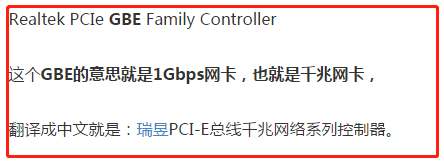 Realtek PCIe GBE Family Controller
这个GBE的意思就是1Gbps网卡，也就是千兆网卡，
翻译成中文就是：瑞昱PCI-E总线千兆网络系列控制器。